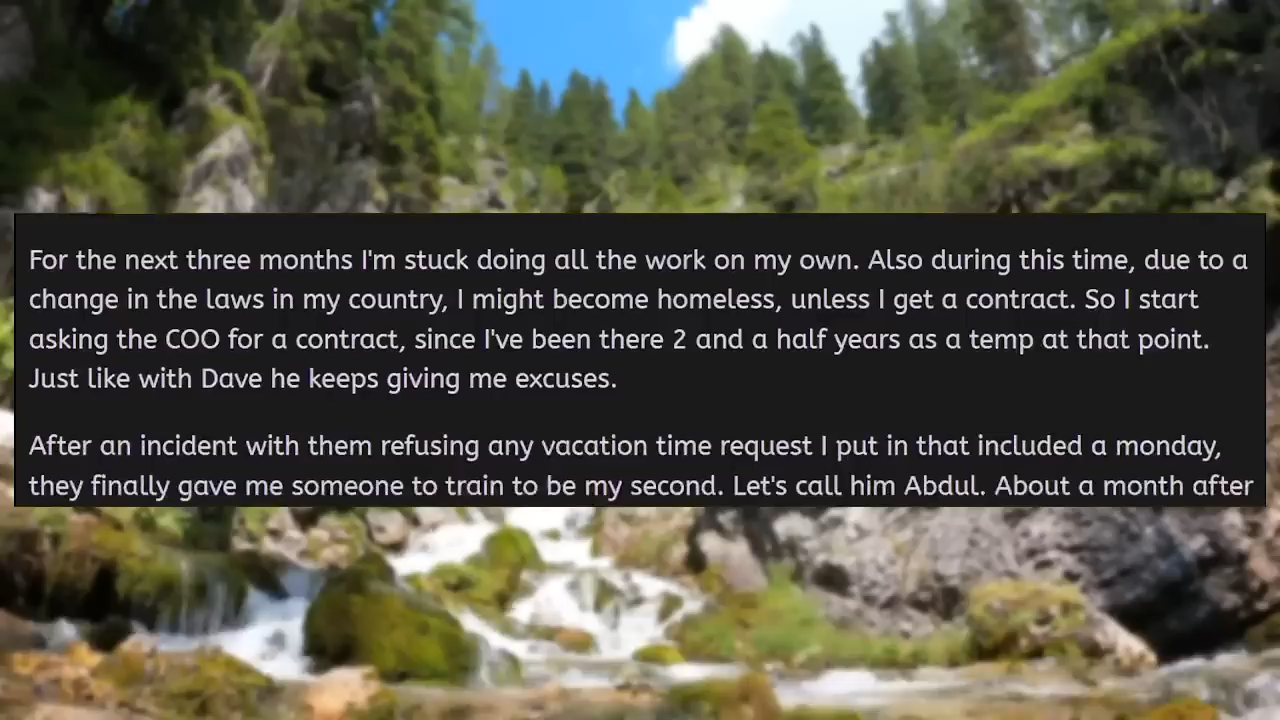 For the next three months I'm stuck doing all the work on my own. Also during this time, due to a
change in the laws in my country, I might become homeless, unless I get a contract. So I start
asking the COO for a contract, since I've been there 2 and a half years as a temp at that point.
Just like with Dave he keeps giving me excuses.
After an incident with them refusing any vacation time request I put in that included a monday,
they finally gave me someone to train to be my second. Let's call him Abdul. About a month after